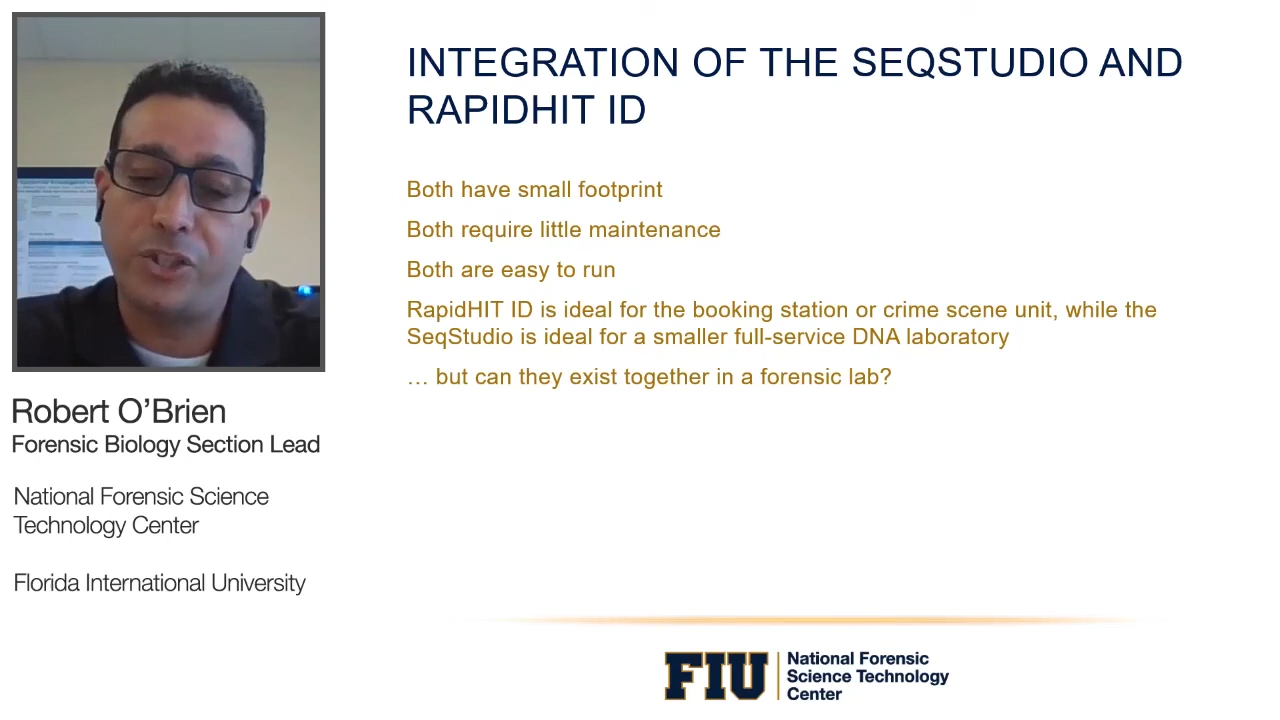 INTEGRATION OF THE SEQSTUDIO AND
RAPIDHIT ID
Both have small footprint
Both require little maintenance
Both are easy to run
RapidHIT ID is ideal for the booking station or crime scene unit, while the
SeqStudio is ideal for a smaller full-service DNA laboratory
… but can they exist together in a forensic lab?
Robert O’Brien
Forensic Biology Section Lead
National Forensic Science
Technology Center
Florida International University
FIU
National Forensic
Science Technology
Center